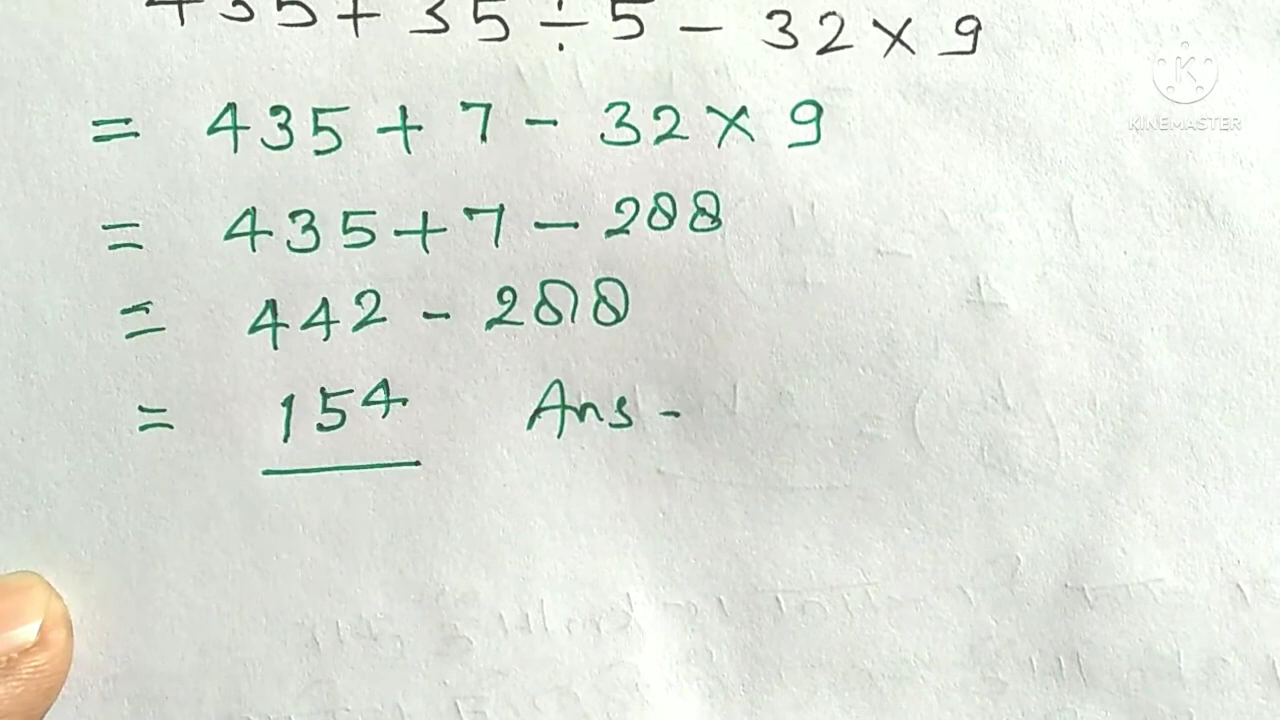 435+35÷5-32×9
= 435+7-32×9
= 435+7-288
= 442-288
= 154 Ans-
K
KINEMASTER